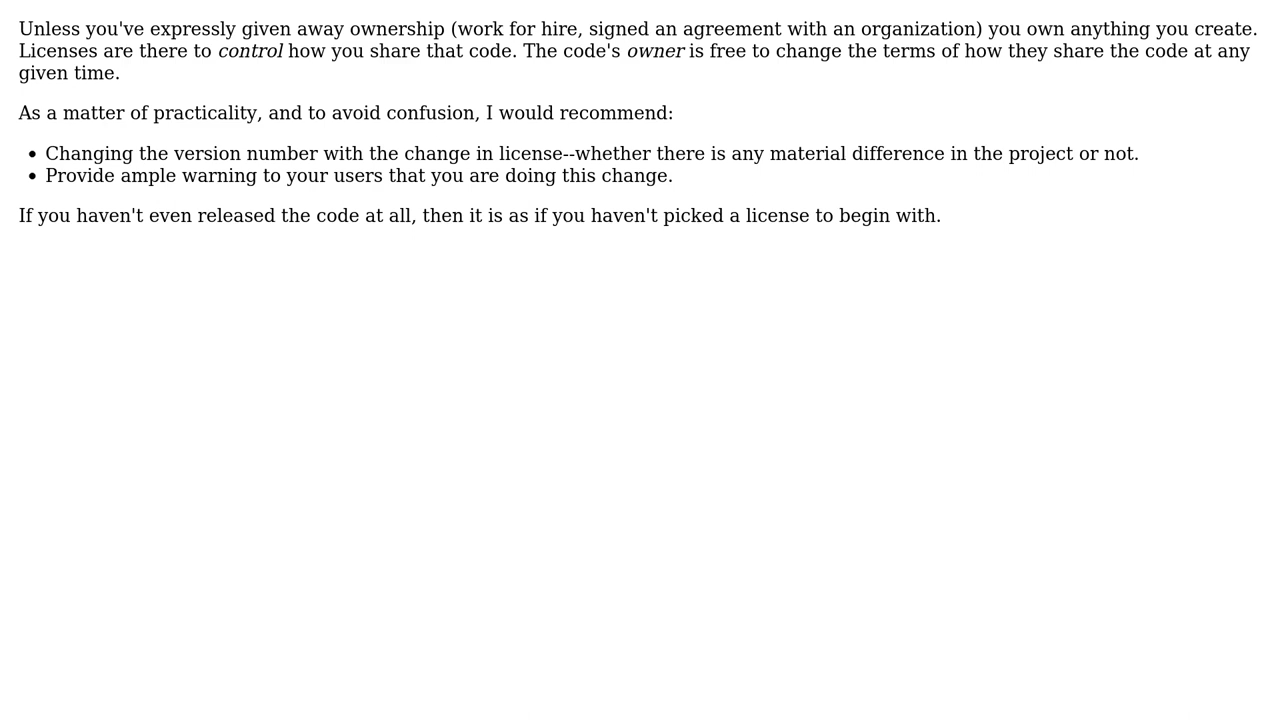 Unless you've expressly given away ownership (work for hire, signed an agreement with an organization) you own anything you create.
Licenses are there to control how you share that code. The code's owner is free to change the terms of how they share the code at any
given time.
As a matter of practicality, and to avoid confusion, I would recommend:
• Changing the version number with the change in license--whether there is any material difference in the project or not.
• Provide ample warning to your users that you are doing this change.
If you haven't even released the code at all, then it is as if you haven't picked a license to begin with.